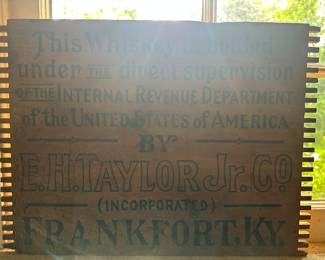 This Whiskey is bottled
under THE direct supervision
OF THE INTERNAL REVENUE DEPARTMENT
of the UNITED STATES of AMERICA
BY
E.H. TAYLOR Jr. Co
(INCORPORATED)
FRANKFORT, KY.